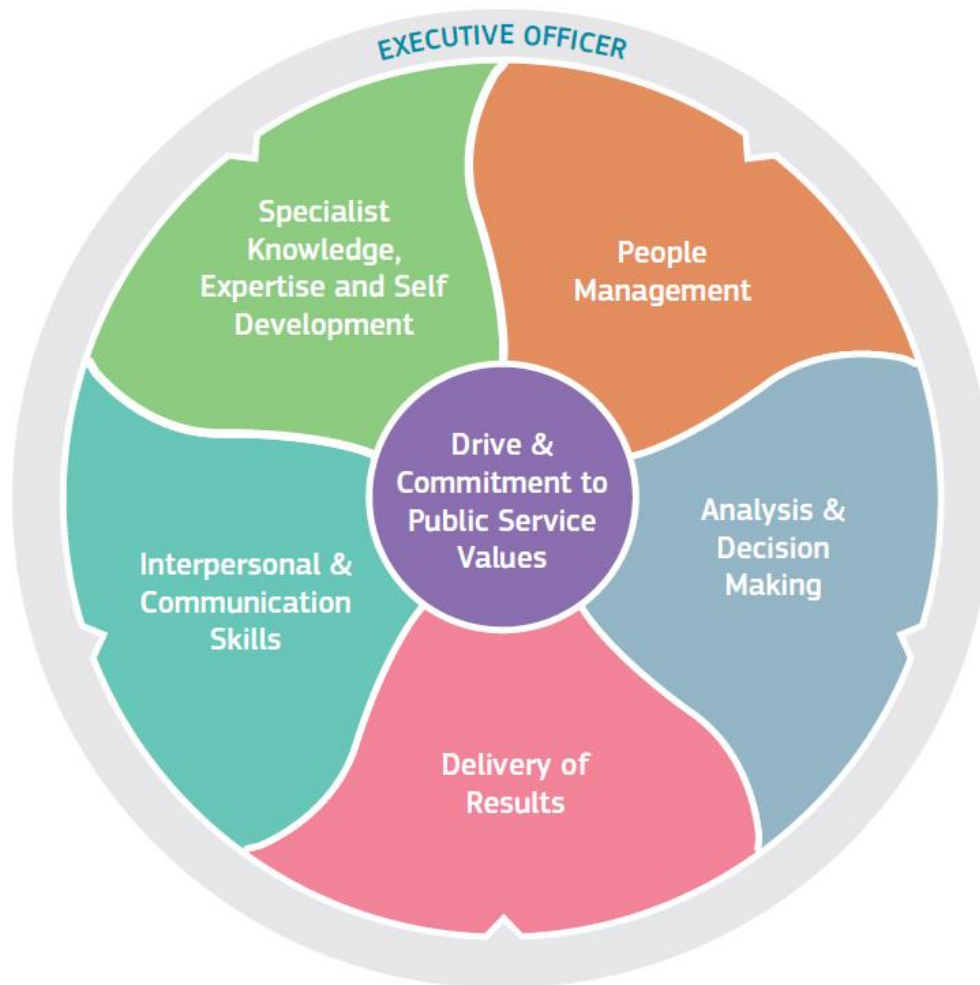 EXECUTIVE OFFICER
Specialist
Knowledge,
Expertise and Self
Development
People
Management
Drive &
Commitment to
Public Service
Values
Analysis &
Decision
Making
Interpersonal &
Communication
Skills
Delivery of
Results